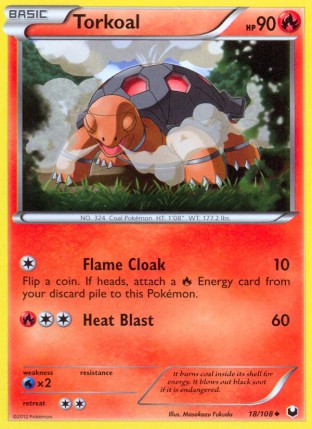 BASIC
Torkoal
HP90
NO. 324 Coal Pokémon. HT. 1'08" WT. 177.2 lbs.
Flame Cloak 10
Flip a coin. If heads, attach a Energy card from
your discard pile to this Pokémon.
Heat Blast 60
weakness resistance
×2
retreat
It burns coal inside its shell for
energy. It blows out black soot
if it is endangered.
©2012 Pokémon
Illus. Masakazu Fukuda
18/108